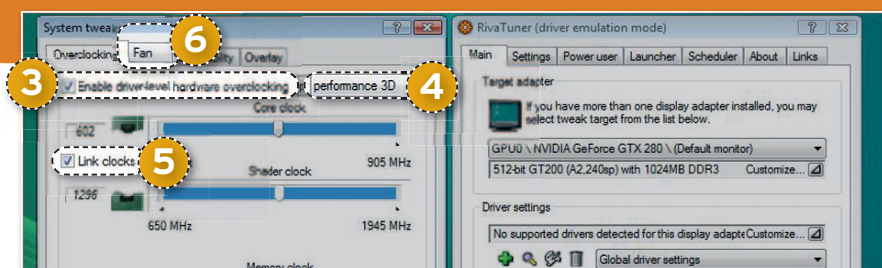 System tweak
Overclocking
Fan
Overlay
6
3
Enable driver-level hardware overclocking
performance 3D
4
Core clock
602
Link clocks
5
905 MHz
Shader clock
1296
650 MHz
1945 MHz
Memory clock
RivaTuner (driver emulation mode)
Main Settings Power user Launcher Scheduler About Links
Target adapter
If you have more than one display adapter installed, you may
select tweak target from the list
below.
GPU0 \ NVIDIA GeForce GTX 280 \ (Default monitor)
512-bit GT200 (A2,240sp) with 1024MB DDR3 Customize...
Driver settings
No supported drivers detected for this display adapte Customize...
Global driver settings